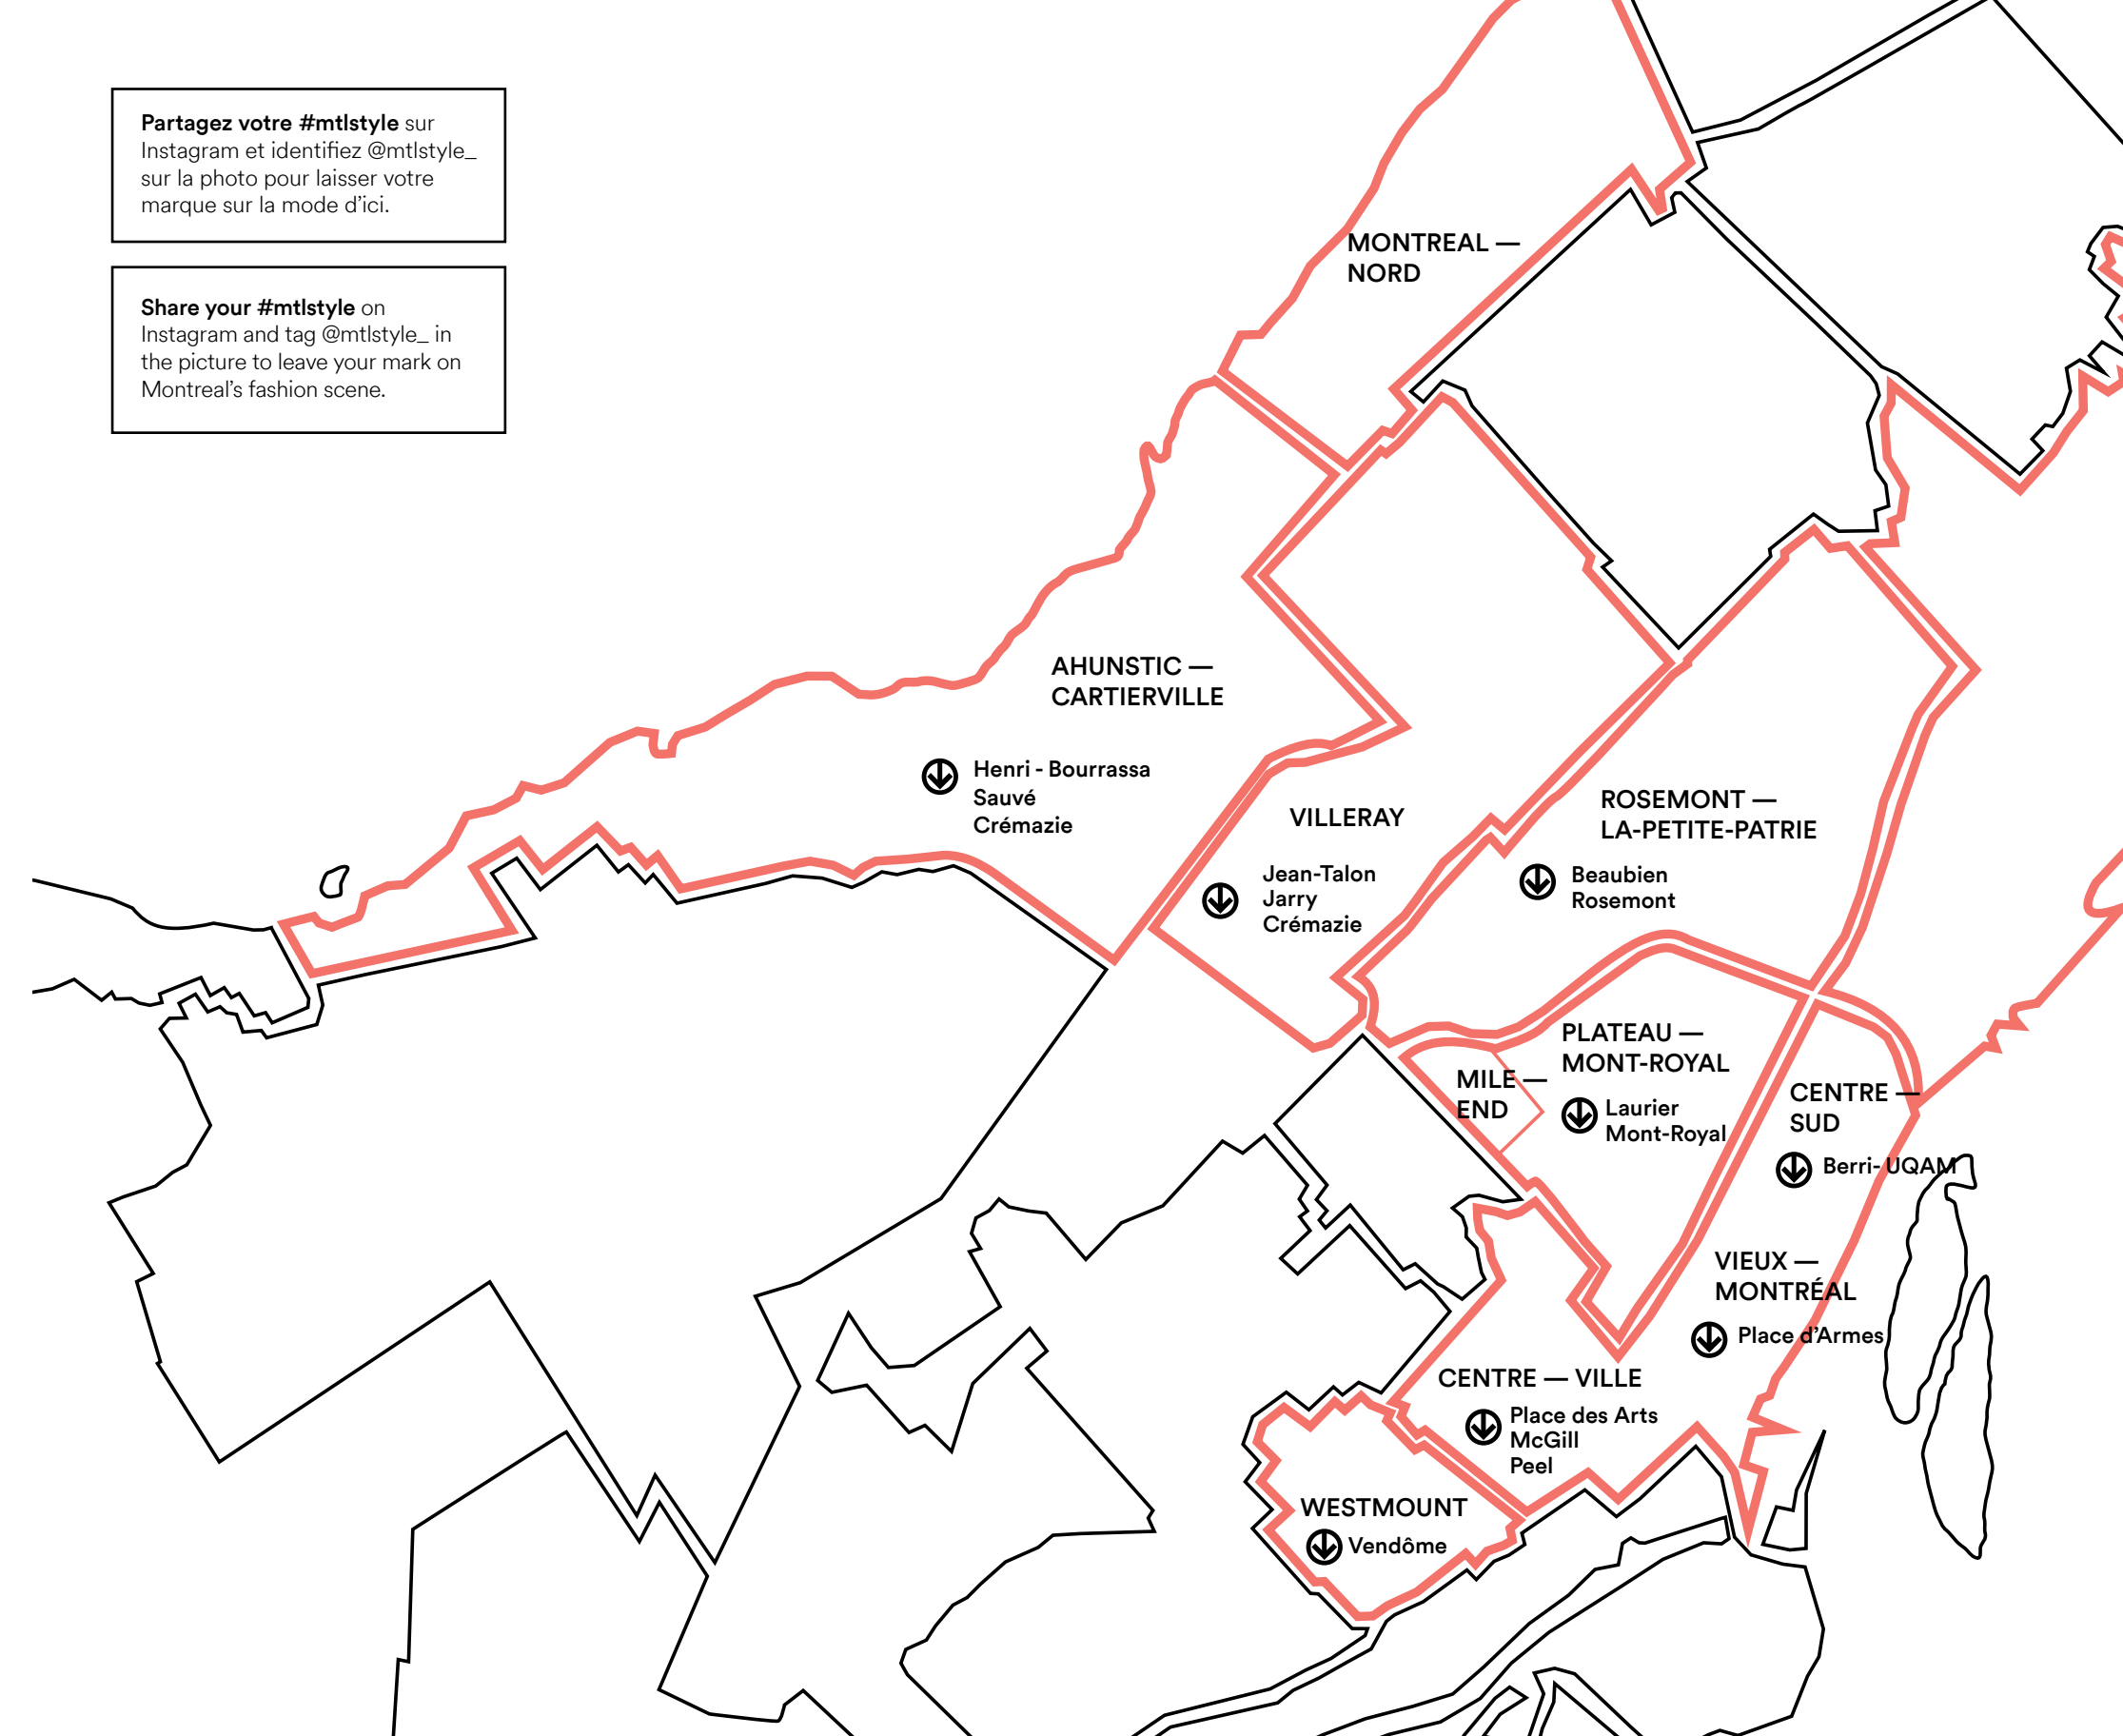 Partagez votre #mtlstyle sur
Instagram et identifiez @mtlstyle_
sur la photo pour laisser votre
marque sur la mode d'ici.
Share your #mtlstyle on
Instagram and tag @mtlstyle_ in
the picture to leave your mark on
Montreal's fashion scene.
MONTREAL —
NORD
AHUNSTIC —
CARTIERVILLE
Henri - Bourrassa
Sauvé
Crémazie
VILLERAY
Jean-Talon
Jarry
Crémazie
ROSEMONT —
LA-PETITE-PATRIE
Beaubien
Rosemont
PLATEAU —
MONT-ROYAL
Laurier
Mont-Royal
MILE —
END
CENTRE —
SUD
Berri- UQAM
VIEUX —
MONTRÉAL
Place d'Armes
CENTRE — VILLE
Place des Arts
McGill
Peel
WESTMOUNT
Vendôme